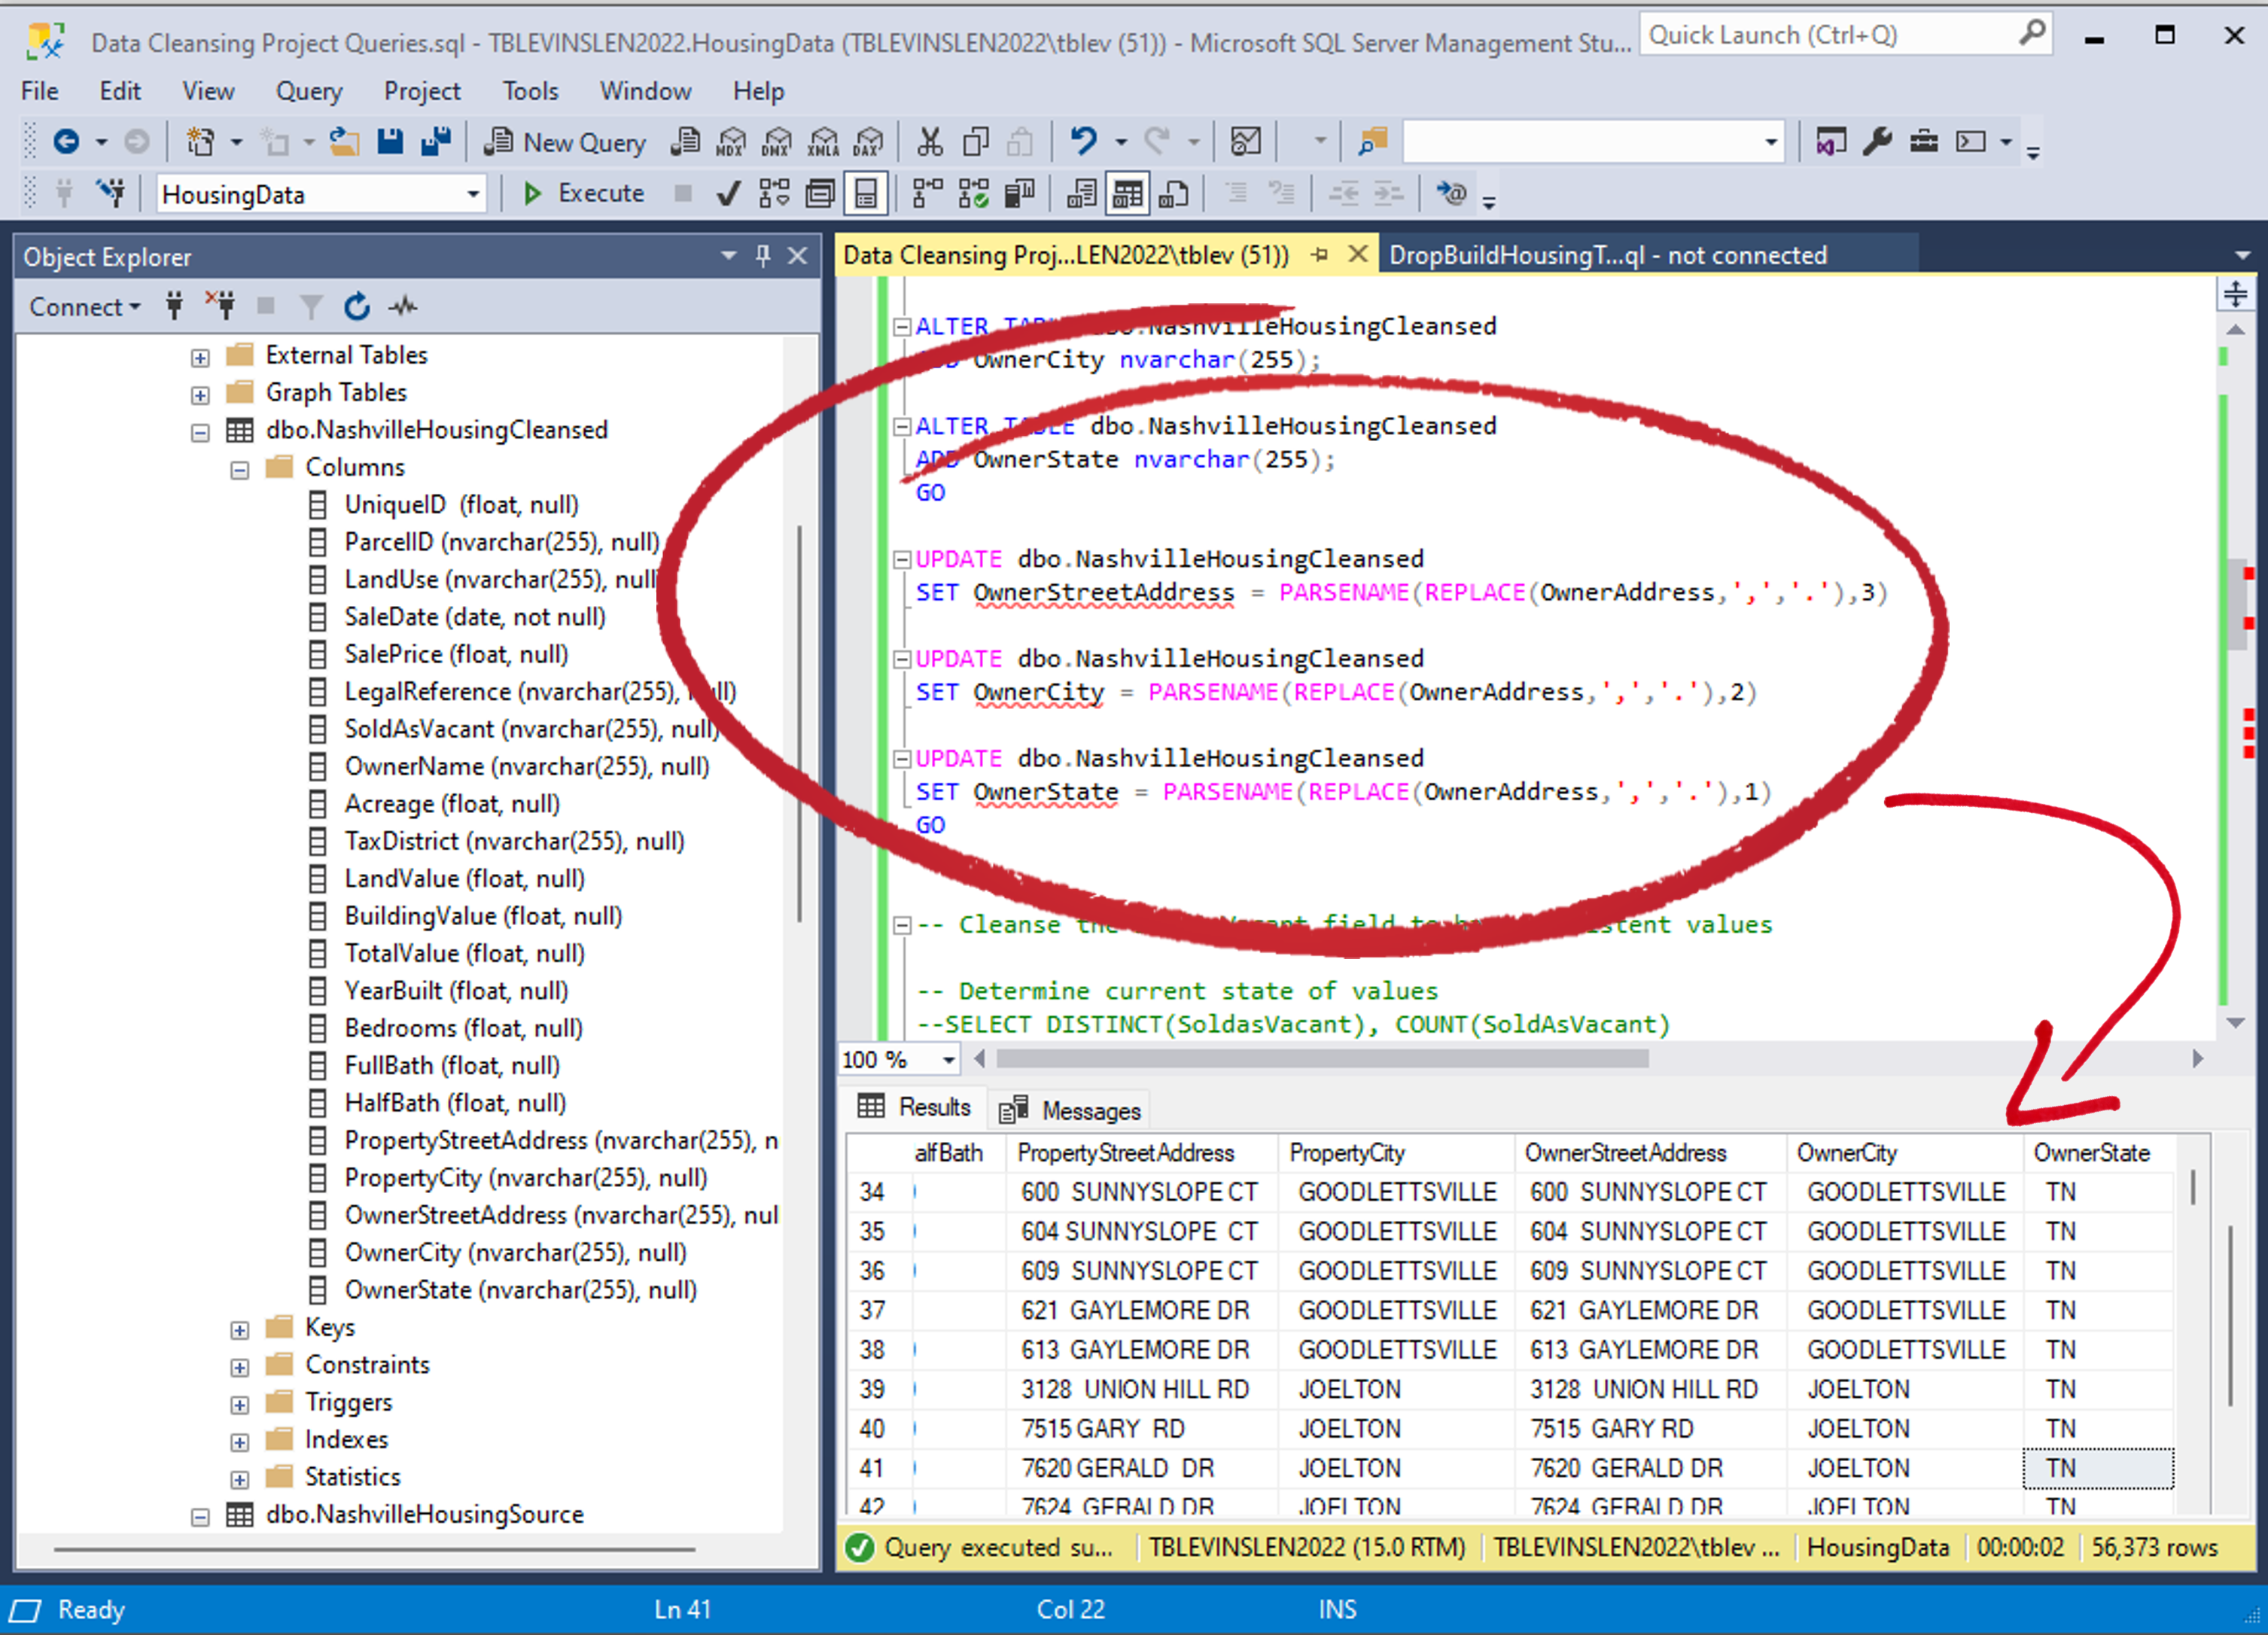 Data Cleansing Project Queries.sql - TBLEVINSLEN2022.HousingData (TBLEVINSLEN2022\tblev (51)) - Microsoft SQL Server Management Stu...
Quick Launch (Ctrl+Q)
File Edit View Query Project Tools Window Help
New Query MDX DMX XMLA DAX
HousingData Execute
Object Explorer
Connect
External Tables
Graph Tables
dbo.NashvilleHousingCleansed
Columns
UniqueID (float, null)
ParcelID (nvarchar(255), null)
LandUse (nvarchar(255), null
SaleDate (date, not null)
SalePrice (float, null)
LegalReference (nvarchar(255), null)
SoldAsVacant (nvarchar(255), null)
OwnerName (nvarchar(255), null)
Acreage (float, null)
TaxDistrict (nvarchar(255), null)
LandValue (float, null)
BuildingValue (float, null)
TotalValue (float, null)
YearBuilt (float, null)
Bedrooms (float, null)
FullBath (float, null)
HalfBath (float, null)
PropertyStreetAddress (nvarchar(255), n
PropertyCity (nvarchar(255), null)
OwnerStreetAddress (nvarchar(255), nul
OwnerCity (nvarchar(255), null)
OwnerState (nvarchar(255), null)
Keys
Constraints
Triggers
Indexes
Statistics
dbo.NashvilleHousingSource
Data Cleansing Proj...LEN2022\tblev (51)) DropBuildHousingT...ql - not connected
ALTER TABLE dbo.NashvilleHousingCleansed
ADD OwnerCity nvarchar(255);
ALTER TABLE dbo.NashvilleHousingCleansed
ADD OwnerState nvarchar(255);
GO
UPDATE dbo.NashvilleHousingCleansed
SET OwnerStreetAddress = PARSENAME(REPLACE(OwnerAddress,',','.'),3)
UPDATE dbo.NashvilleHousingCleansed
SET OwnerCity = PARSENAME(REPLACE(OwnerAddress,',','.'),2)
UPDATE dbo.NashvilleHousingCleansed
SET OwnerState = PARSENAME(REPLACE(OwnerAddress,',','.'),1)
GO
-- Cleanse the field to values
-- Determine current state of values
--SELECT DISTINCT(SoldasVacant), COUNT(SoldAsVacant)
100 %
Results Messages
alfBath PropertyStreetAddress PropertyCity OwnerStreetAddress OwnerCity OwnerState
34 600 SUNNYSLOPE CT GOODLETTSVILLE 600 SUNNYSLOPE CT GOODLETTSVILLE TN
35 604 SUNNYSLOPE CT GOODLETTSVILLE 604 SUNNYSLOPE CT GOODLETTSVILLE TN
36 609 SUNNYSLOPE CT GOODLETTSVILLE 609 SUNNYSLOPE CT GOODLETTSVILLE TN
37 621 GAYLEMORE DR GOODLETTSVILLE 621 GAYLEMORE DR GOODLETTSVILLE TN
38 613 GAYLEMORE DR GOODLETTSVILLE 613 GAYLEMORE DR GOODLETTSVILLE TN
39 3128 UNION HILL RD JOELTON 3128 UNION HILL RD JOELTON TN
40 7515 GARY RD JOELTON 7515 GARY RD JOELTON TN
41 7620 GERALD DR JOELTON 7620 GERALD DR JOELTON TN
42 7624 GERALD DR JOELTON 7624 GERALD DR JOELTON TN
Query executed su... TBLEVINSLEN2022 (15.0 RTM) TBLEVINSLEN2022\tblev ... HousingData 00:00:02 56,373 rows
Ready Ln 41 Col 22 INS